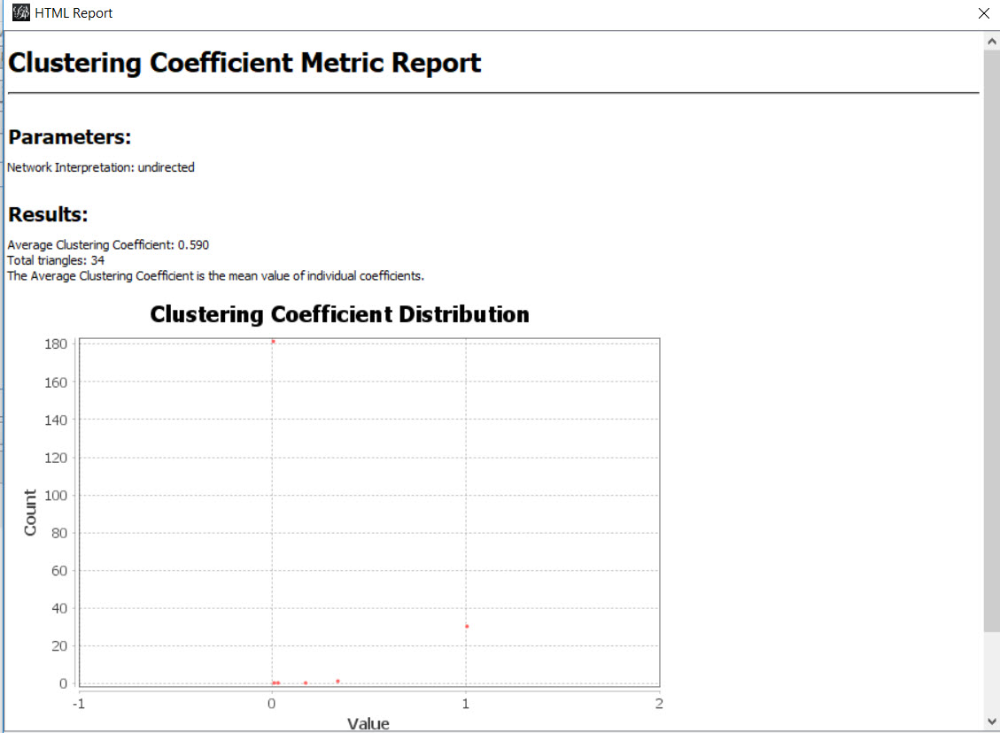 HTML Report
Clustering Coefficient Metric Report
Parameters:
Network Interpretation: undirected
Results:
Average Clustering Coefficient: 0.590
Total triangles: 34
The Average Clustering Coefficient is the mean value of individual coefficients.
Clustering Coefficient Distribution
180
160
140
120
100
80
60
40
20
0
Count
-1 0 1 2
Value